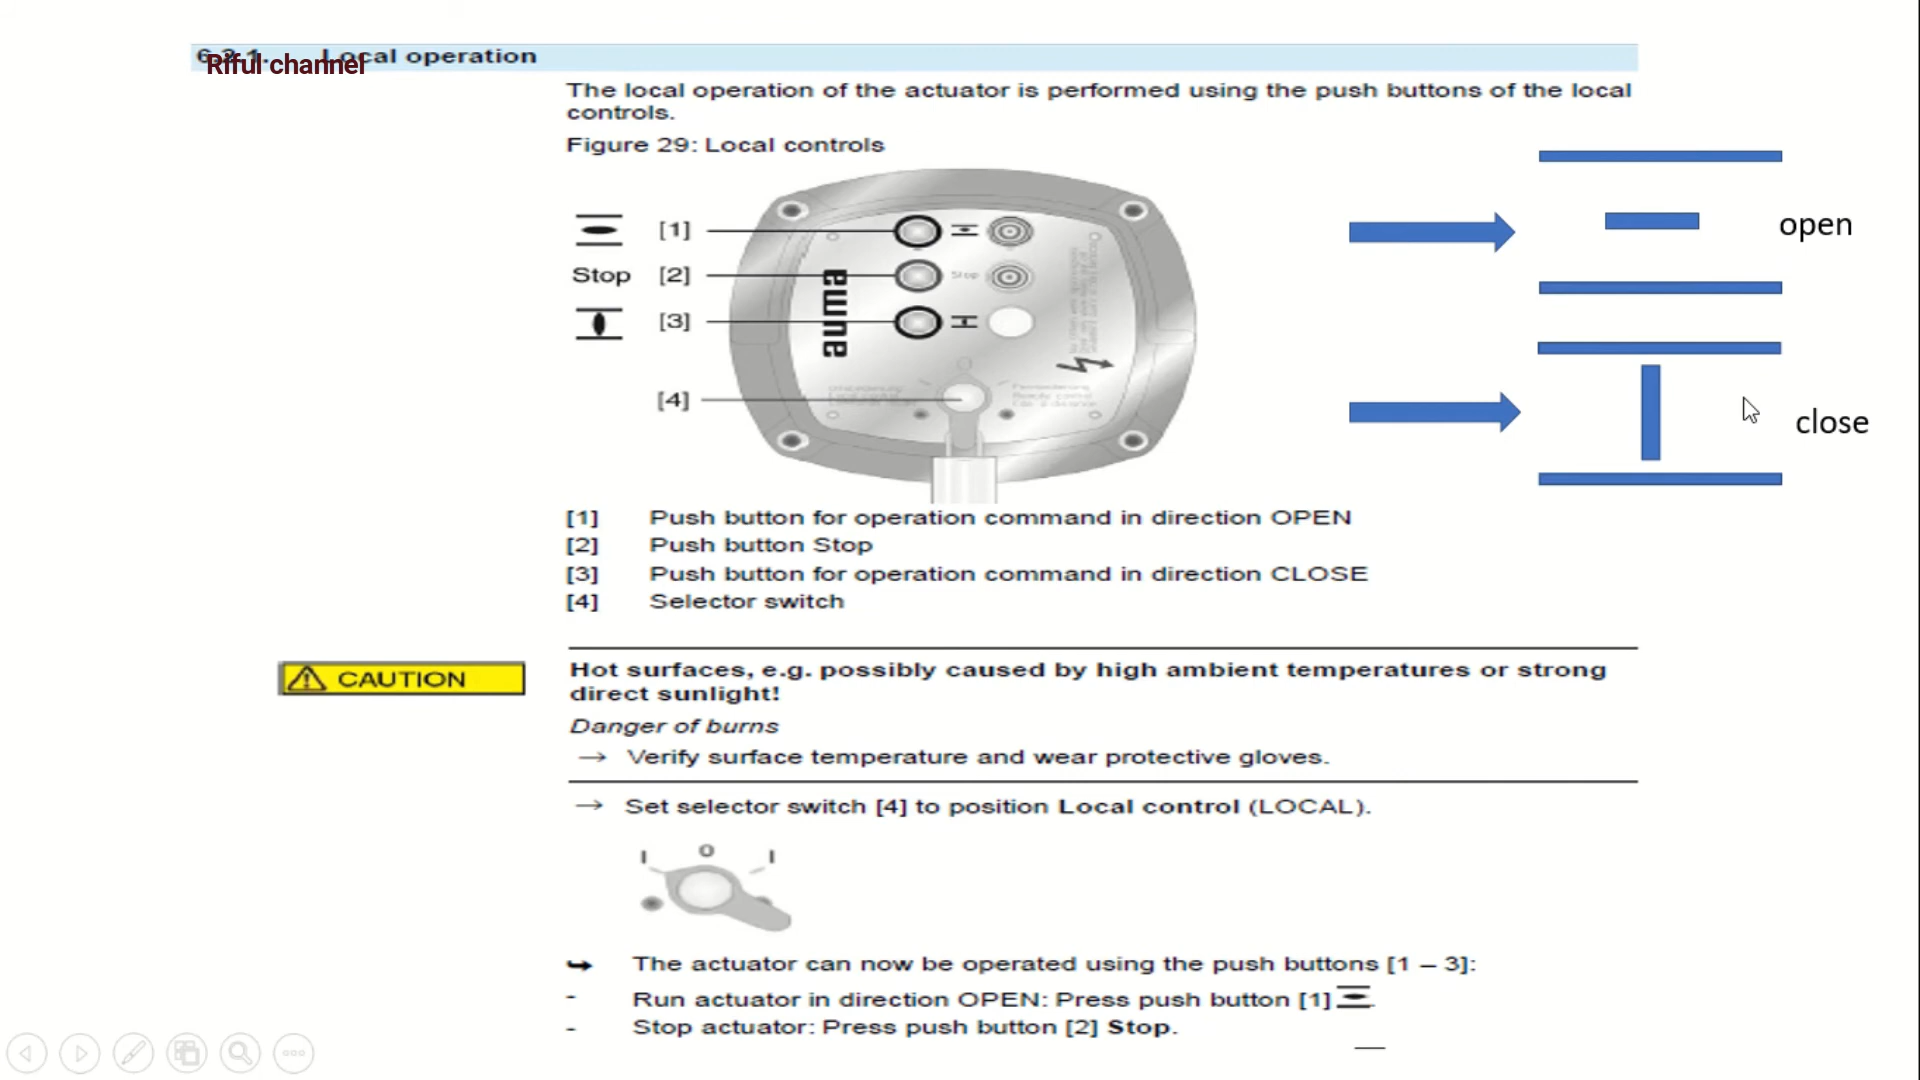 6.2.1. Local operation
Riful channel
The local operation of the actuator is performed using the push buttons of the local
controls.
Figure 29: Local controls
[1]
Stop [2]
[3]
[4]
Stop
auma
open
close
[1] Push button for operation command in direction OPEN
[2] Push button Stop
[3] Push button for operation command in direction CLOSE
[4] Selector switch
CAUTION
Hot surfaces, e.g. possibly caused by high ambient temperatures or strong
direct sunlight!
Danger of burns
→ Verify surface temperature and wear protective gloves.
→ Set selector switch [4] to position Local control (LOCAL).
I O I
↪ The actuator can now be operated using the push buttons [1 – 3]:
- Run actuator in direction OPEN: Press push button [1] .
- Stop actuator: Press push button [2] Stop.